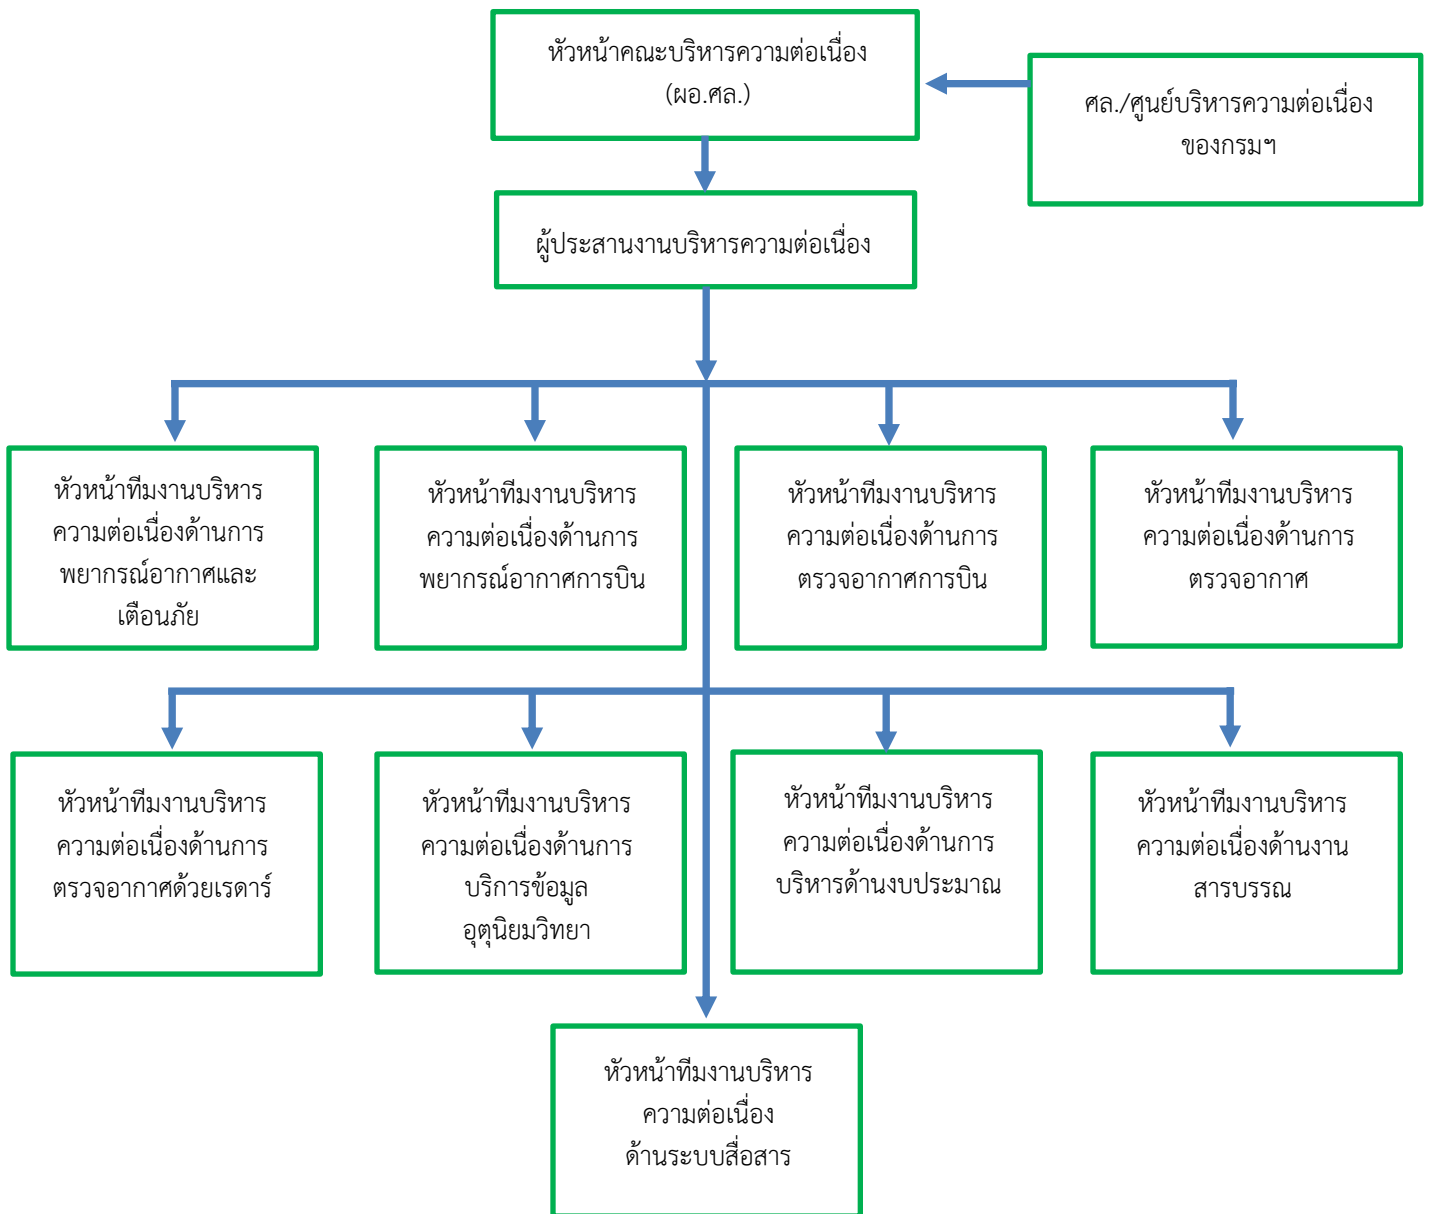 หัวหน้าคณะบริหารความต่อเนื่อง
(ผอ.ศล.)
ศล./ศูนย์บริหารความต่อเนื่อง
ของกรมฯ
ผู้ประสานงานบริหารความต่อเนื่อง
หัวหน้าทีมงานบริหาร
ความต่อเนื่องด้านการ
พยากรณ์อากาศและ
เตือนภัย
หัวหน้าทีมงานบริหาร
ความต่อเนื่องด้านการ
พยากรณ์อากาศการบิน
หัวหน้าทีมงานบริหาร
ความต่อเนื่องด้านการ
ตรวจอากาศการบิน
หัวหน้าทีมงานบริหาร
ความต่อเนื่องด้านการ
ตรวจอากาศ
หัวหน้าทีมงานบริหาร
ความต่อเนื่องด้านการ
ตรวจอากาศด้วยเรดาร์
หัวหน้าทีมงานบริหาร
ความต่อเนื่องด้านการ
บริการข้อมูล
อุตุนิยมวิทยา
หัวหน้าทีมงานบริหาร
ความต่อเนื่องด้านการ
บริหารด้านงบประมาณ
หัวหน้าทีมงานบริหาร
ความต่อเนื่องด้านงาน
สารบรรณ
หัวหน้าทีมงานบริหาร
ความต่อเนื่อง
ด้านระบบสื่อสาร